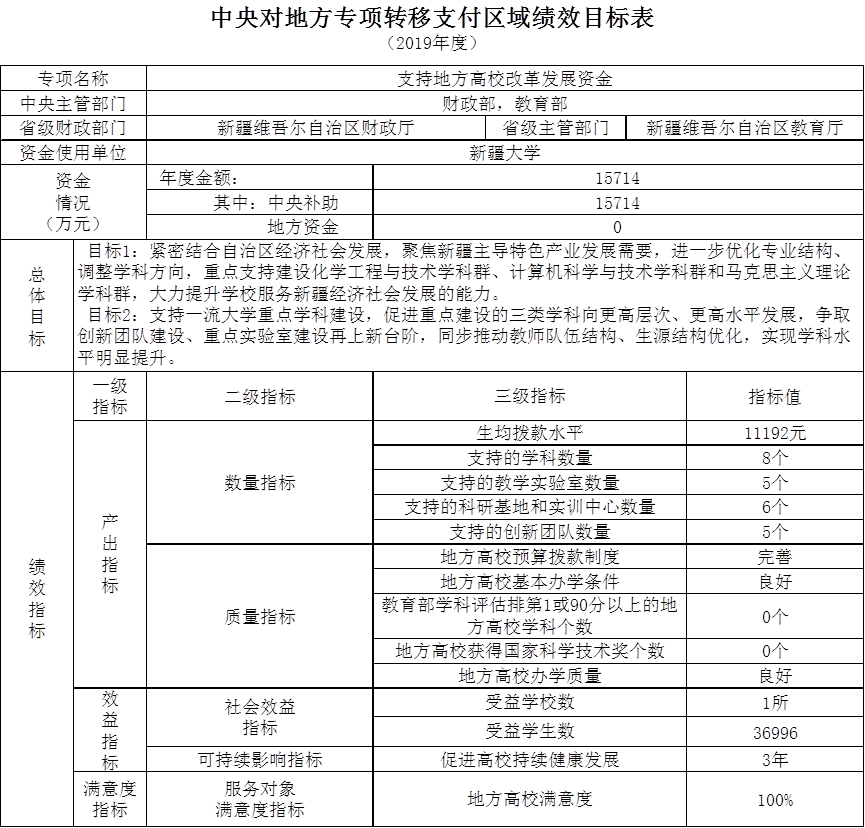 中央对地方专项转移支付区域绩效目标表
（2019年度）
专项名称 支持地方高校改革发展资金
中央主管部门 财政部，教育部
省级财政部门 新疆维吾尔自治区财政厅 省级主管部门 新疆维吾尔自治区教育厅
资金使用单位 新疆大学
资金
情况
（万元）
年度金额： 15714
其中：中央补助 15714
地方资金 0
总
体
目
标
目标1：紧密结合自治区经济社会发展，聚焦新疆主导特色产业发展需要，进一步优化专业结构、
调整学科方向，重点支持建设化学工程与技术学科群、计算机科学与技术学科群和马克思主义理论
学科群，大力提升学校服务新疆经济社会发展的能力。
目标2：支持一流大学重点学科建设，促进重点建设的三类学科向更高层次、更高水平发展，争取
创新团队建设、重点实验室建设再上新台阶，同步推动教师队伍结构、生源结构优化，实现学科水
平明显提升。
绩
效
指
标
一级
指标
二级指标 三级指标 指标值
产
出
指
标
数量指标
生均拨款水平 11192元
支持的学科数量 8个
支持的教学实验室数量 5个
支持的科研基地和实训中心数量 6个
支持的创新团队数量 5个
质量指标
地方高校预算拨款制度 完善
地方高校基本办学条件 良好
教育部学科评估排第1或90分以上的地
方高校学科个数
0个
地方高校获得国家科学技术奖个数 0个
地方高校办学质量 良好
效
益
指
标
社会效益
指标
受益学校数 1所
受益学生数 36996
可持续影响指标 促进高校持续健康发展 3年
满意度
指标
服务对象
满意度指标
地方高校满意度 100%